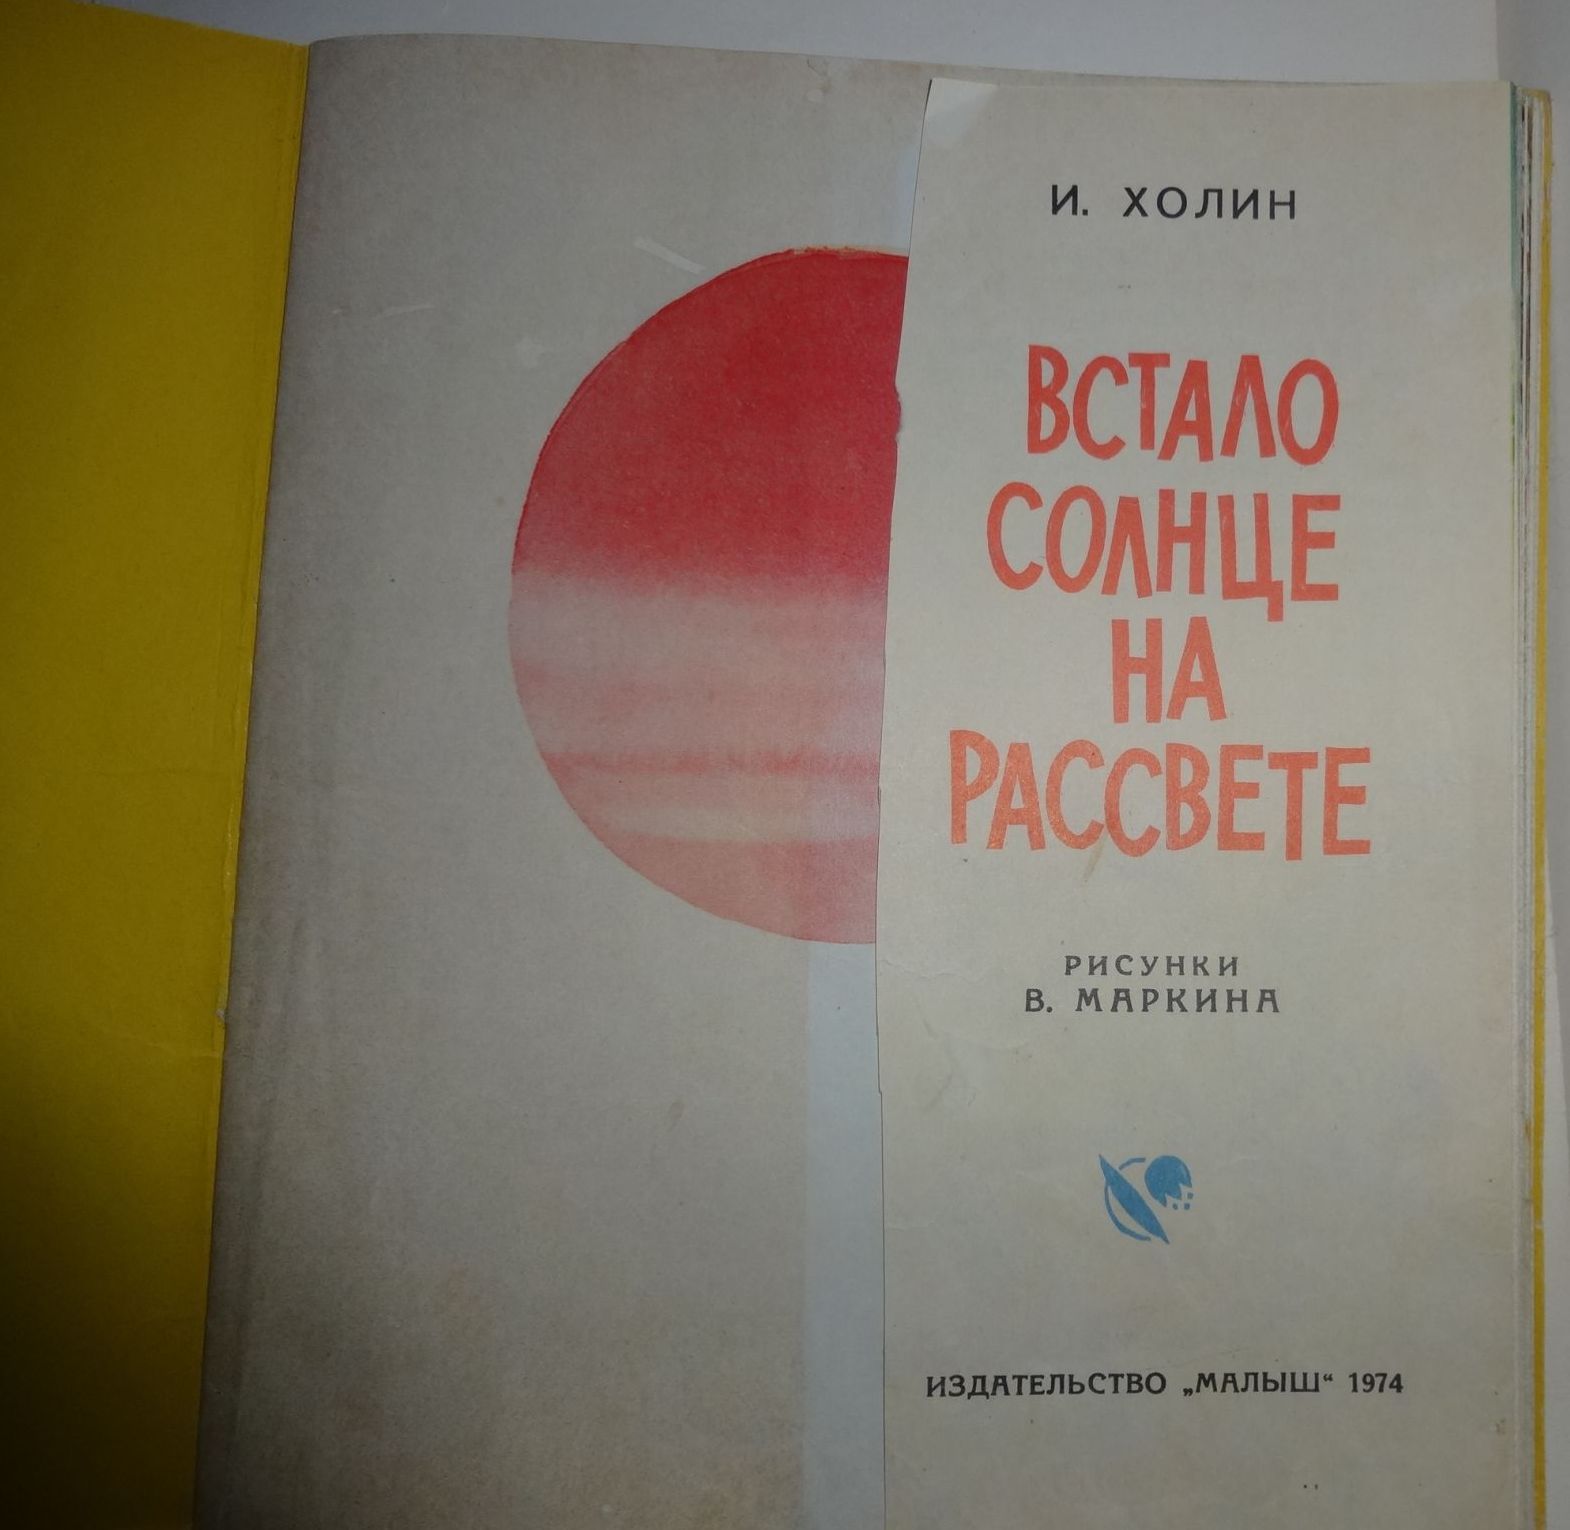 И. ХОЛИН
ВСТАЛО
СОЛНЦЕ
НА
РАССВЕТЕ
РИСУНКИ
В. МАРКИНА
ИЗДАТЕЛЬСТВО „МАЛЫШ“ 1974